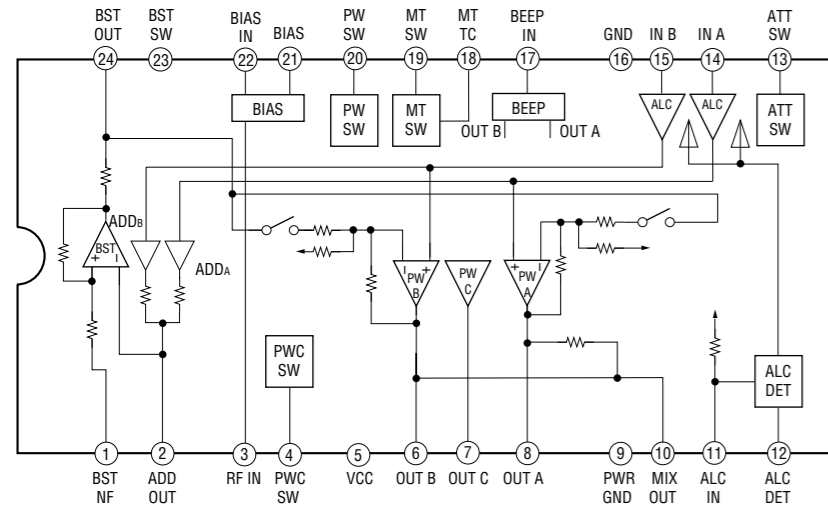 BST OUT
BST SW
BIAS IN
BIAS
PW SW
MT SW
MT TC
BEEP IN
GND
IN B
IN A
ATT SW
24
23
22
21
20
19
18
17
16
15
14
13
BIAS
PW SW
MT SW
BEEP
OUT B
OUT A
ALC
ALC
ATT SW
ADDB
BST
+
−
ADDA
− +
PW B
PW C
+ −
PW A
PWC SW
ALC DET
1
2
3
4
5
6
7
8
9
10
11
12
BST NF
ADD OUT
RF IN
PWC SW
VCC
OUT B
OUT C
OUT A
PWR GND
MIX OUT
ALC IN
ALC DET